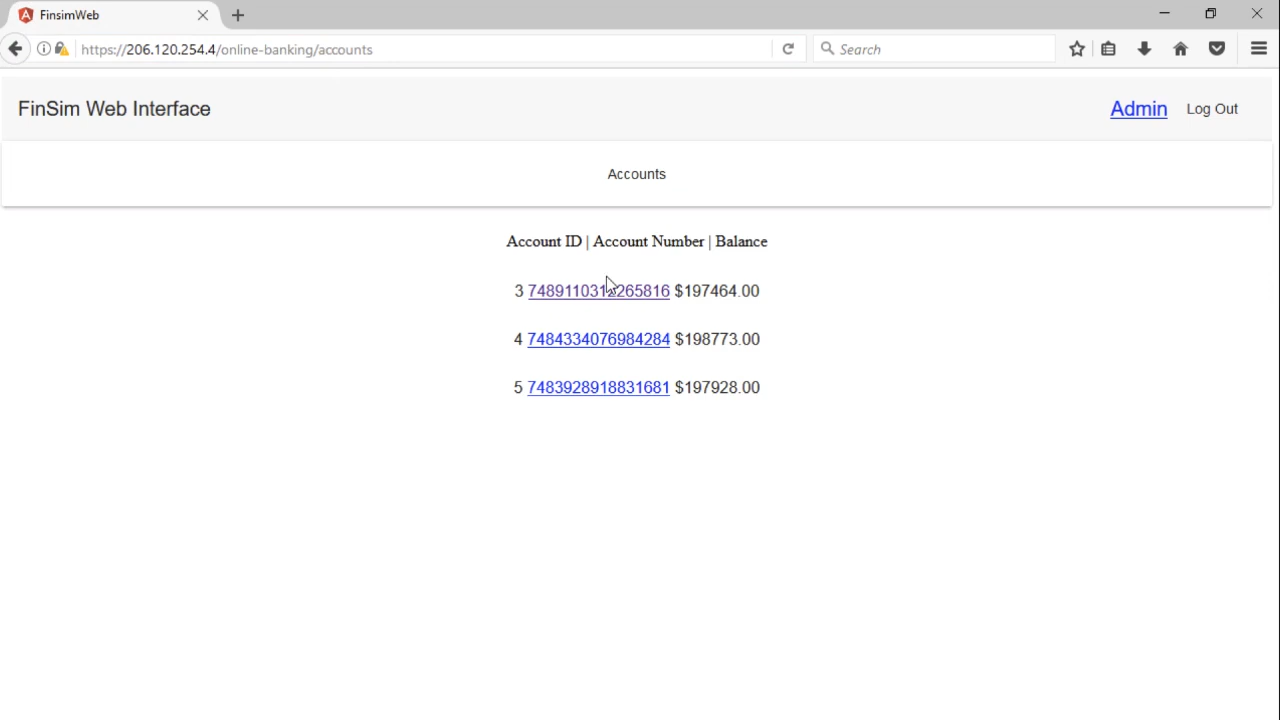 FinsimWeb
https://206.120.254.4/online-banking/accounts
Search
FinSim Web Interface
Admin Log Out
Accounts
Account ID | Account Number | Balance
3 7489110312265816 $197464.00
4 7484334076984284 $198773.00
5 7483928918831681 $197928.00